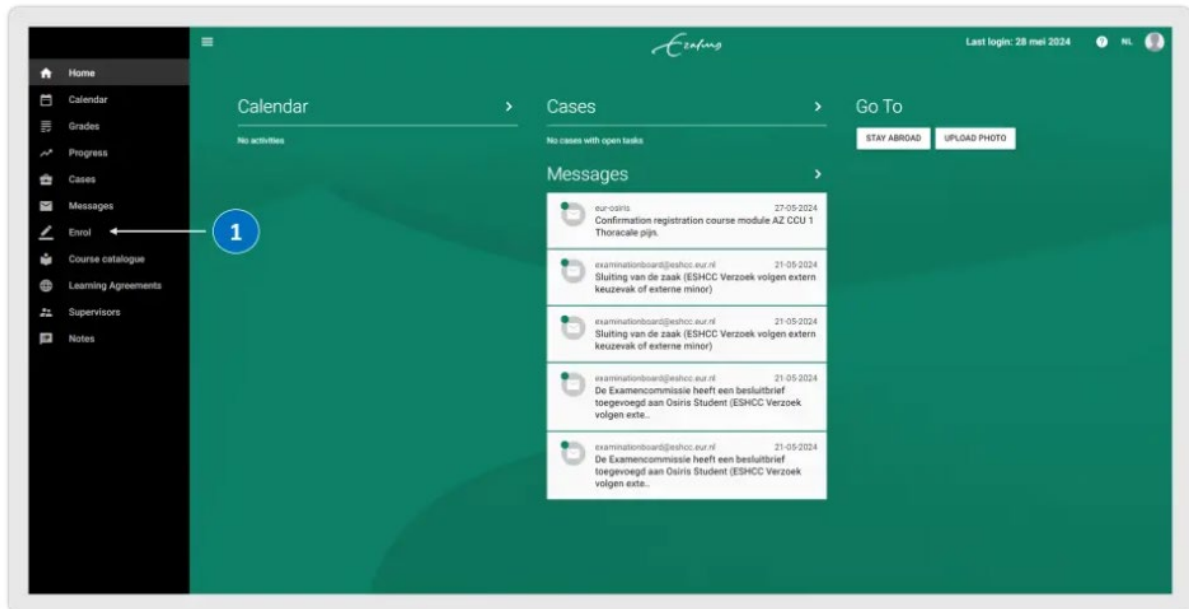 Erasmus
Last login: 28 mei 2024
NL
Home
Calendar
Grades
Progress
Cases
Messages
Enrol
Course catalogue
Learning Agreements
Supervisors
Notes
1
Calendar
No activities
Cases
No cases with open tasks
Messages
eur-osiris 27-05-2024
Confirmation registration course module AZ CCU 1
Thoracale pijn.
examinationboard@eshcc.eur.nl 21-05-2024
Sluiting van de zaak (ESHCC Verzoek volgen extern
keuzevak of externe minor)
examinationboard@eshcc.eur.nl 21-05-2024
Sluiting van de zaak (ESHCC Verzoek volgen extern
keuzevak of externe minor)
examinationboard@eshcc.eur.nl 21-05-2024
De Examencommissie heeft een besluitbrief
toegevoegd aan Osiris Student (ESHCC Verzoek
volgen exte..
examinationboard@eshcc.eur.nl 21-05-2024
De Examencommissie heeft een besluitbrief
toegevoegd aan Osiris Student (ESHCC Verzoek
volgen exte..
Go To
STAY ABROAD UPLOAD PHOTO